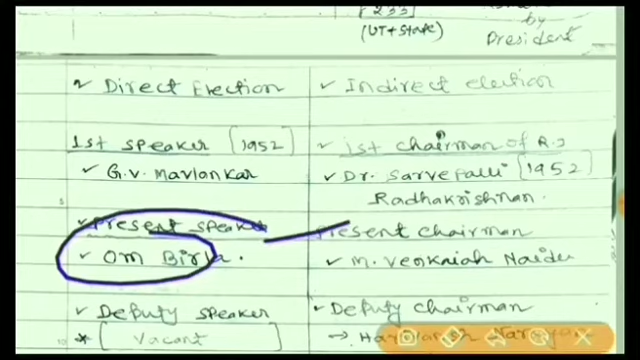 [233]
(UT+State)
by
President
Direct Election
Indirect election
1st speaker [1952]
1st chairman of R.S
G.V. Mavlankar
Dr. Sarvepalli [1952]
Radhakrishnan
Present speaker
Present chairman
Om Birla.
M. Venkaiah Naidu
Deputy speaker
Deputy chairman
[Vacant]